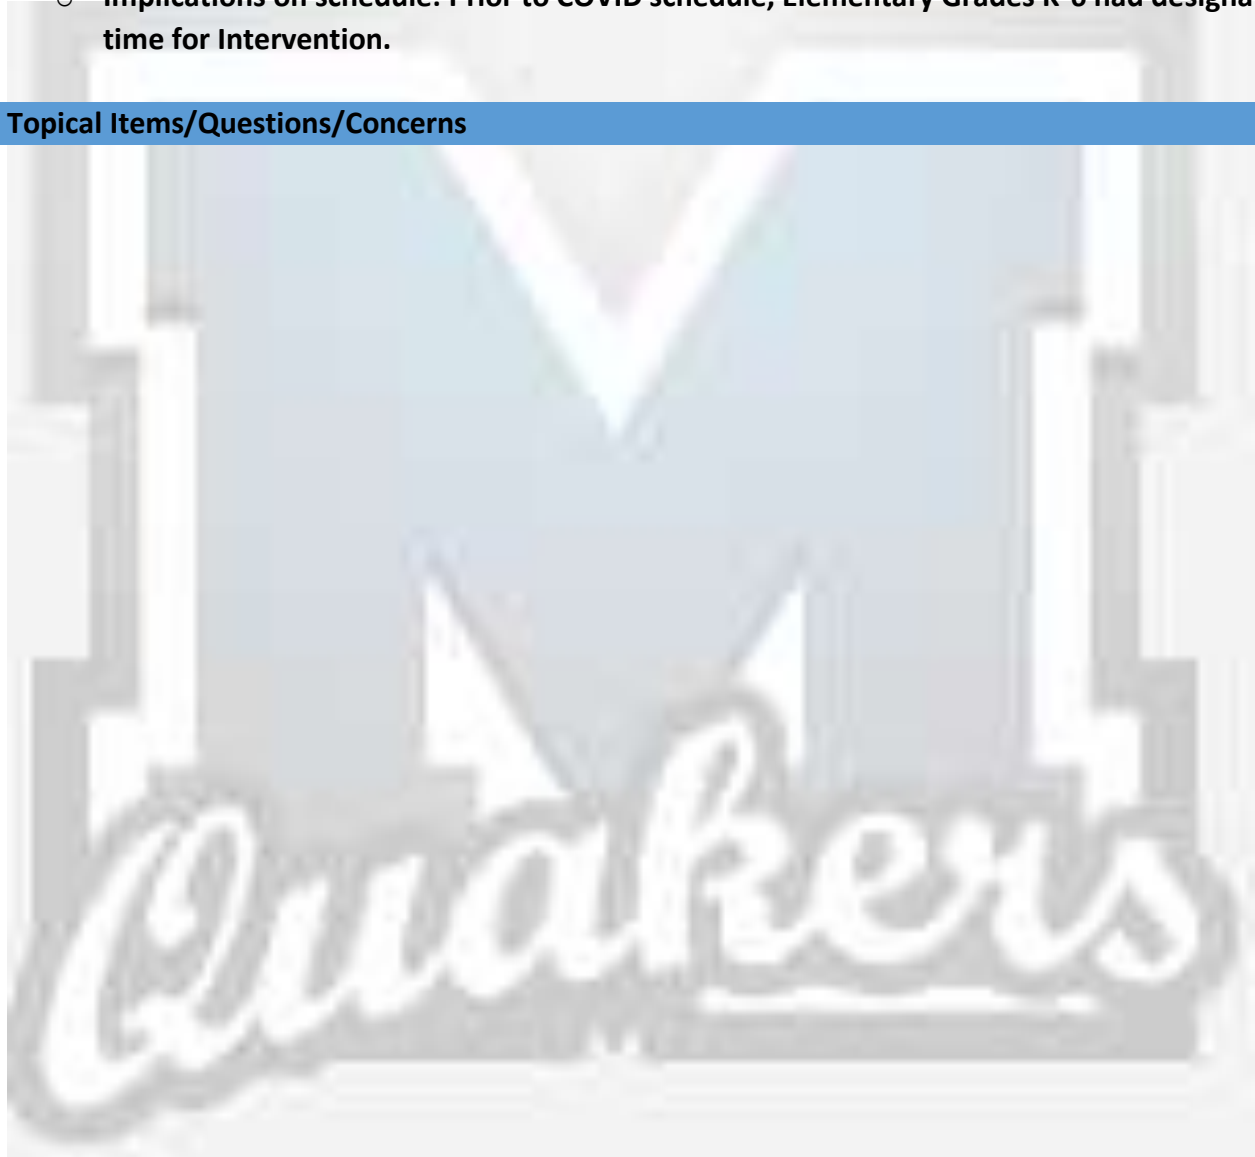 Implications on schedule: Prior to COVID schedule, Elementary Grades K-6 had designa
time for Intervention.
Topical Items/Questions/Concerns
Quakers